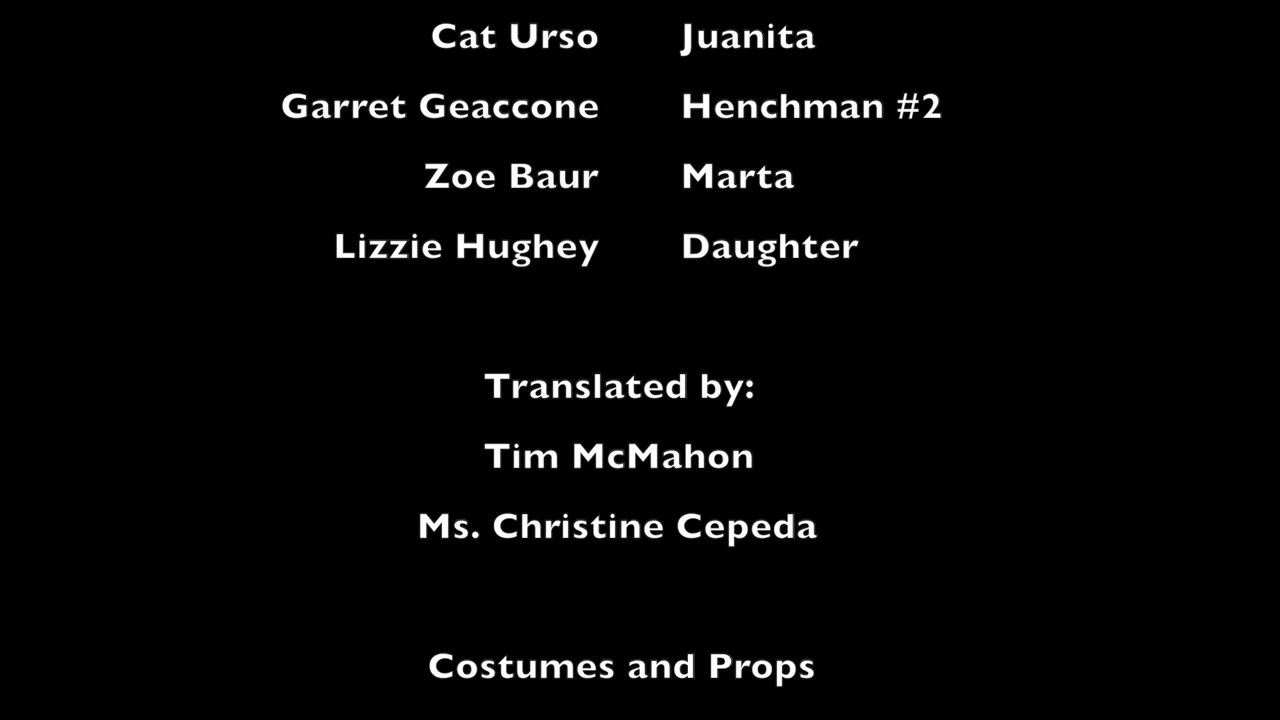 Cat Urso Juanita
Garret Geaccone Henchman #2
Zoe Baur Marta
Lizzie Hughey Daughter
Translated by:
Tim McMahon
Ms. Christine Cepeda
Costumes and Props